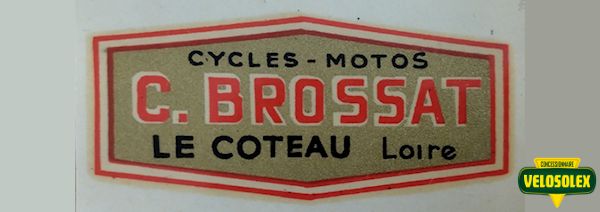 CYCLES - MOTOS
C. BROSSAT
LE COTEAU Loire
CONCESSIONNAIRE
VELOSOLEX